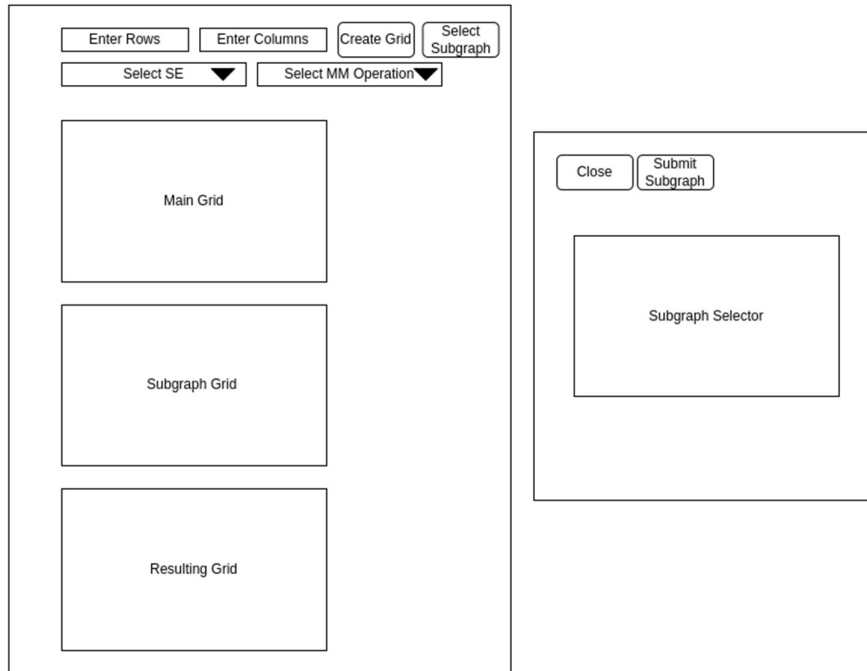 Enter Rows
Enter Columns
Create Grid
Select
Subgraph
Select SE
Select MM Operation
Main Grid
Subgraph Grid
Resulting Grid
Close
Submit
Subgraph
Subgraph Selector